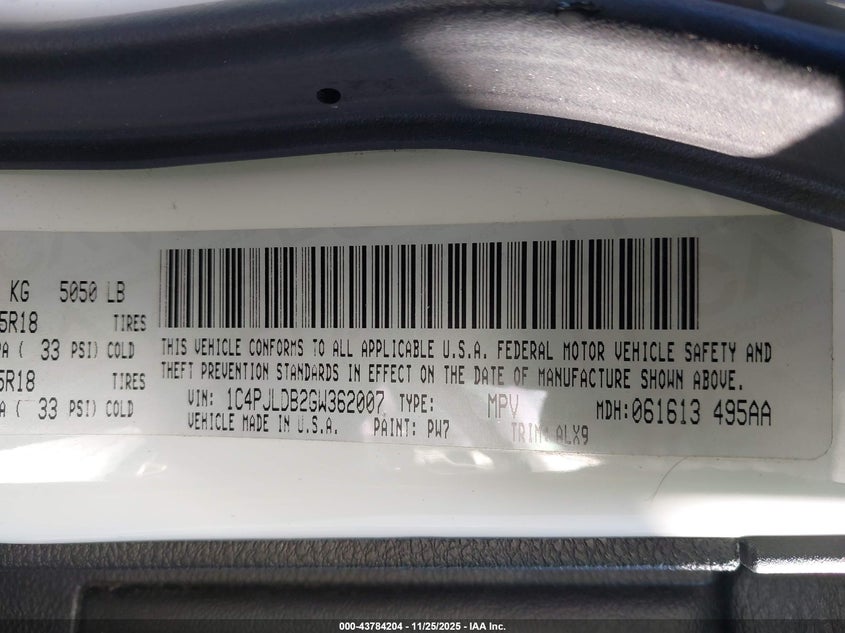 KG 5050 LB
5R18 TIRES
PA ( 33 PSI) COLD
5R18 TIRES
A ( 33 PSI) COLD
THIS VEHICLE CONFORMS TO ALL APPLICABLE U.S.A. FEDERAL MOTOR VEHICLE SAFETY AND
THEFT PREVENTION STANDARDS IN EFFECT ON THE DATE OF MANUFACTURE SHOWN ABOVE.
VIN: 1C4PJLDB2GW362007 TYPE: MPV MDH:061613 495AA
VEHICLE MADE IN U.S.A. PAINT: PW7 TRIM: ALX9
000-43784204 — 11/25/2025 — IAA Inc.